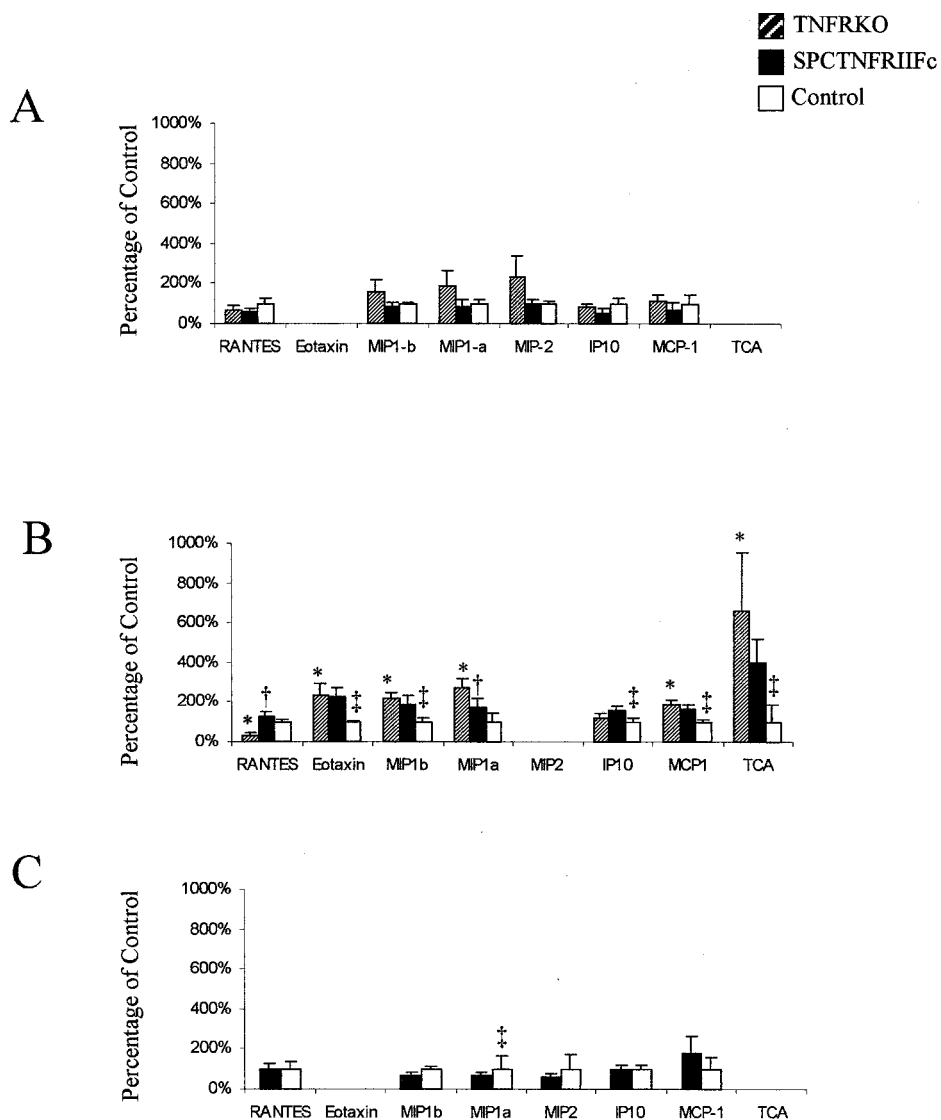 TNFRKO
SPCTNFRIIFc
Control
A
Percentage of Control
1000%
800%
600%
400%
200%
0%
RANTES Eotaxin MIP1-b MIP1-a MIP-2 IP10 MCP-1 TCA
B
Percentage of Control
1000%
800%
600%
400%
200%
0%
* † * ‡ * ‡ * † ‡ * ‡ * ‡
RANTES Eotaxin MIP1b MIP1a MIP2 IP10 MCP1 TCA
C
Percentage of Control
1000%
800%
600%
400%
200%
0%
‡
RANTES Eotaxin MIP1b MIP1a MIP2 IP10 MCP-1 TCA